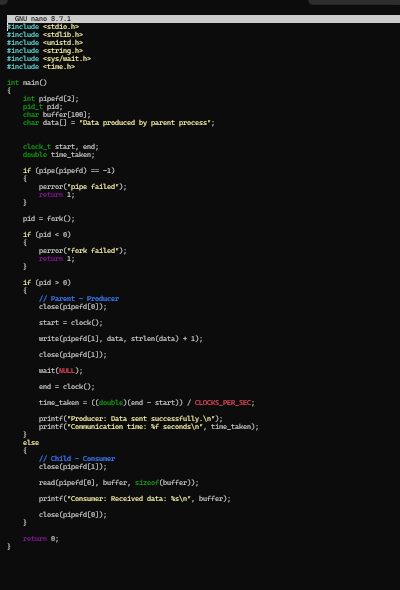 GNU nano 8.7.1
#include <stdio.h>
#include <stdlib.h>
#include <unistd.h>
#include <string.h>
#include <sys/wait.h>
#include <time.h>
int main()
{
int pipefd[2];
pid_t pid;
char buffer[100];
char data[] = "Data produced by parent process";
clock_t start, end;
double time_taken;
if (pipe(pipefd) == -1)
{
perror("pipe failed");
return 1;
}
pid = fork();
if (pid < 0)
{
perror("fork failed");
return 1;
}
if (pid > 0)
{
// Parent - Producer
close(pipefd[0]);
start = clock();
write(pipefd[1], data, strlen(data) + 1);
close(pipefd[1]);
wait(NULL);
end = clock();
time_taken = ((double)(end - start)) / CLOCKS_PER_SEC;
printf("Producer: Data sent successfully.\n");
printf("Communication time: %f seconds\n", time_taken);
}
else
{
// Child - Consumer
close(pipefd[1]);
read(pipefd[0], buffer, sizeof(buffer));
printf("Consumer: Received data: %s\n", buffer);
close(pipefd[0]);
}
return 0;
}